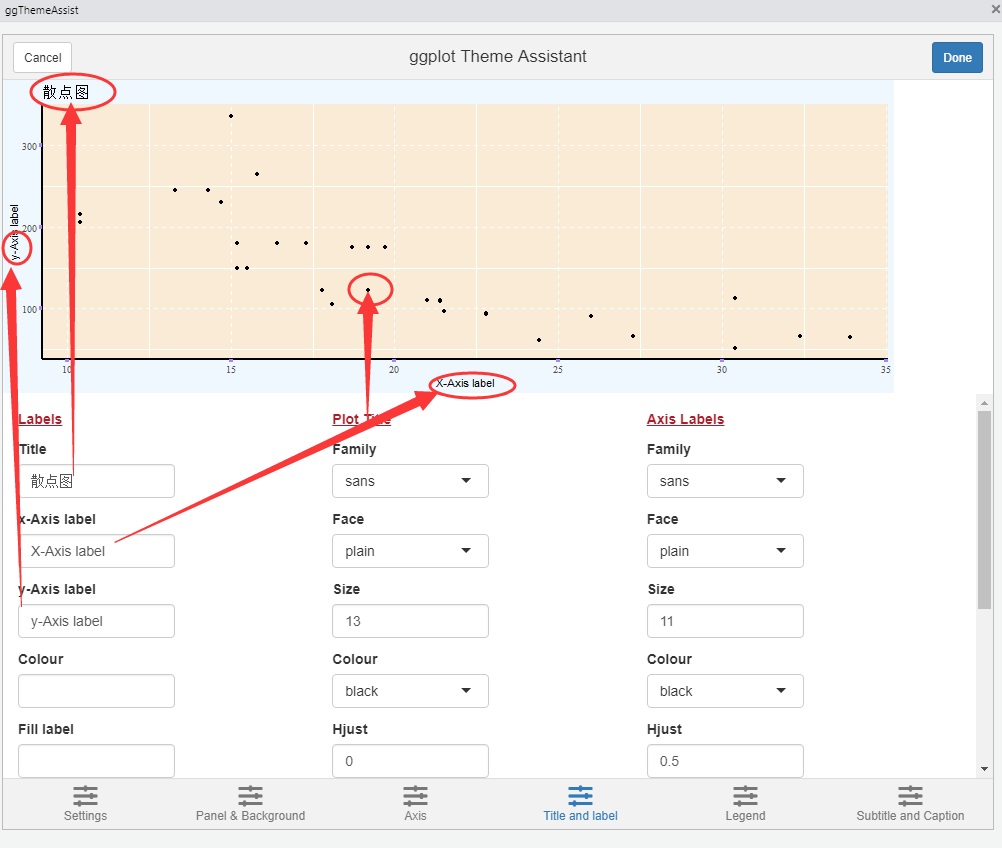 ggThemeAssist
Cancel
ggplot Theme Assistant
Done
散点图
300
200
100
y-Axis label
10
15
20
25
30
35
X-Axis label
Labels
Plot Title
Axis Labels
Title
Family
Family
散点图
sans
sans
x-Axis label
Face
Face
X-Axis label
plain
plain
y-Axis label
Size
Size
y-Axis label
13
11
Colour
Colour
Colour
black
black
Fill label
Hjust
Hjust
0
0.5
Settings
Panel & Background
Axis
Title and label
Legend
Subtitle and Caption